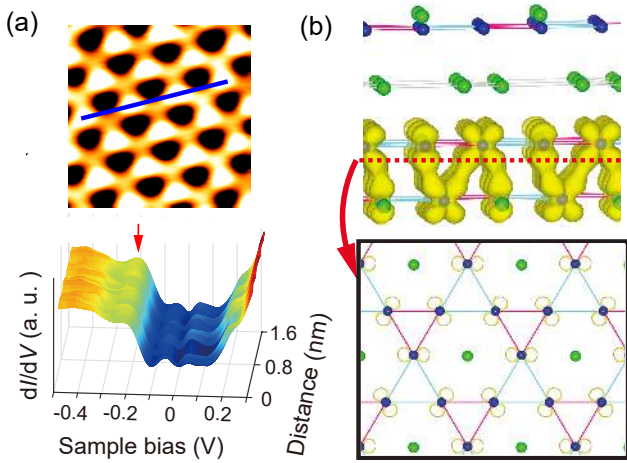 (a)
(b)
dI/dV (a. u.)
1.6
0.8
0
Distance (nm)
-0.4
-0.2
0
0.2
Sample bias (V)